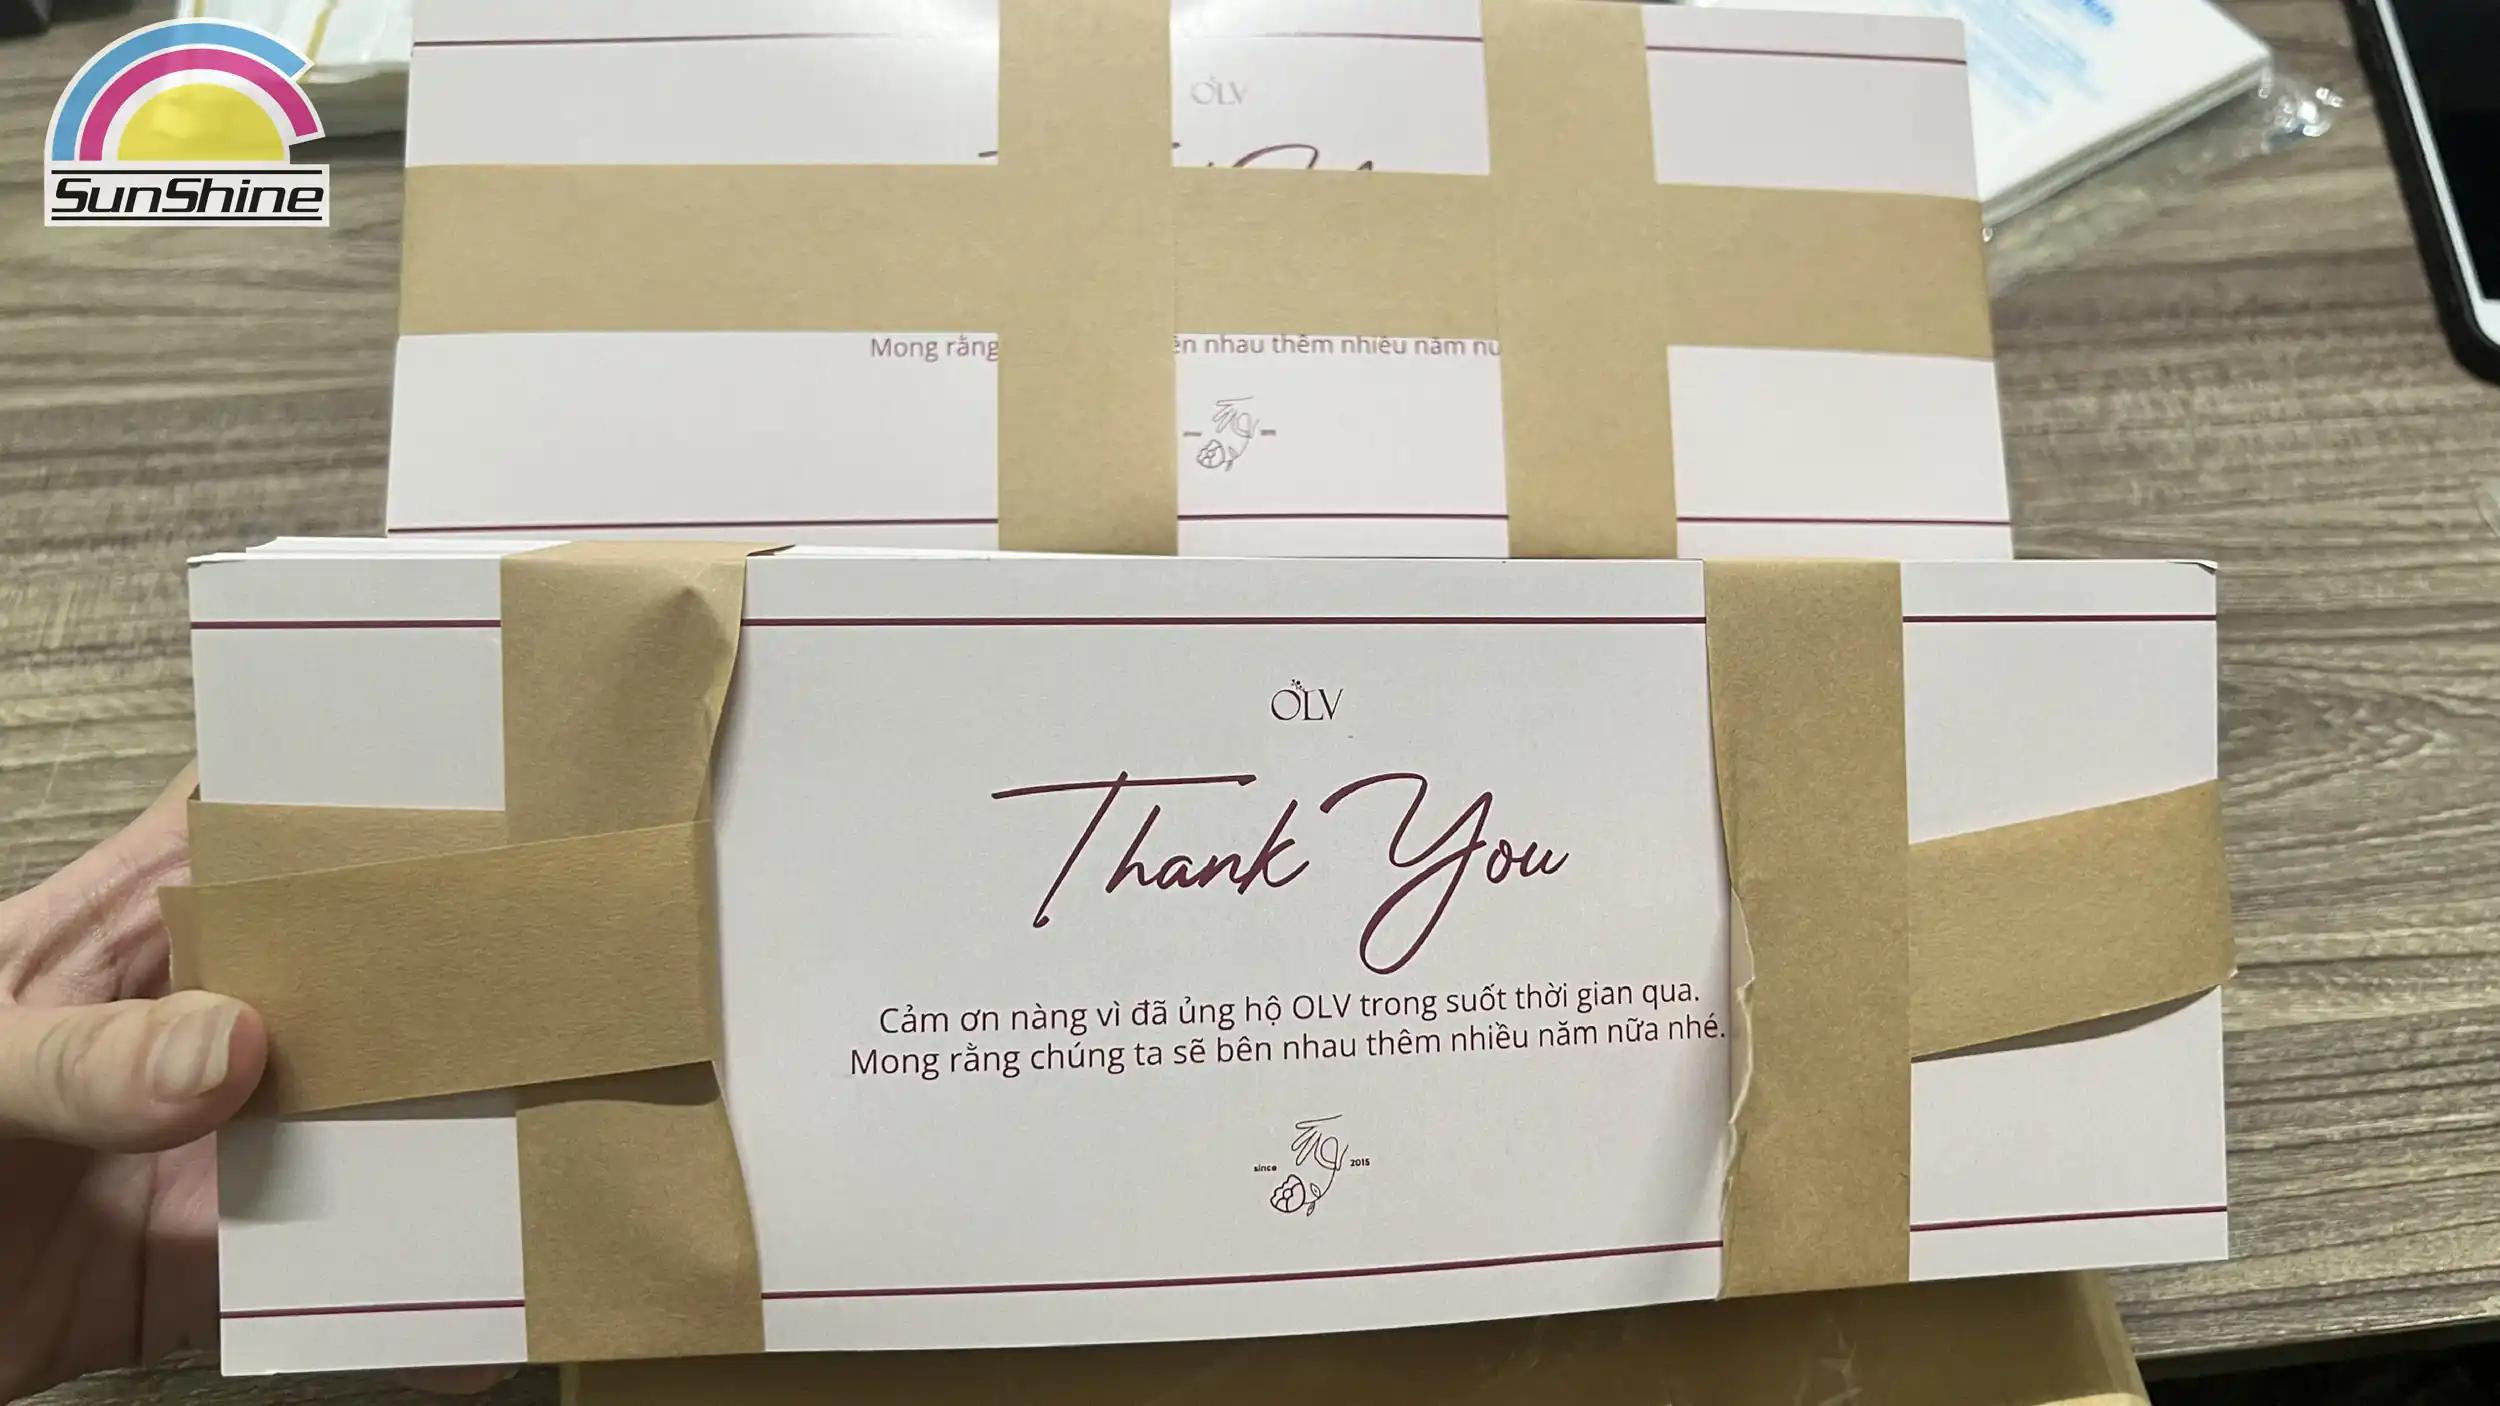 SunShine
OLV
Mong rằng ên nhau thêm nhiều năm
OLV
Thank You
Cảm ơn nàng vì đã ủng hộ OLV trong suốt thời gian qua.
Mong rằng chúng ta sẽ bên nhau thêm nhiều năm nữa nhé.
since 2015